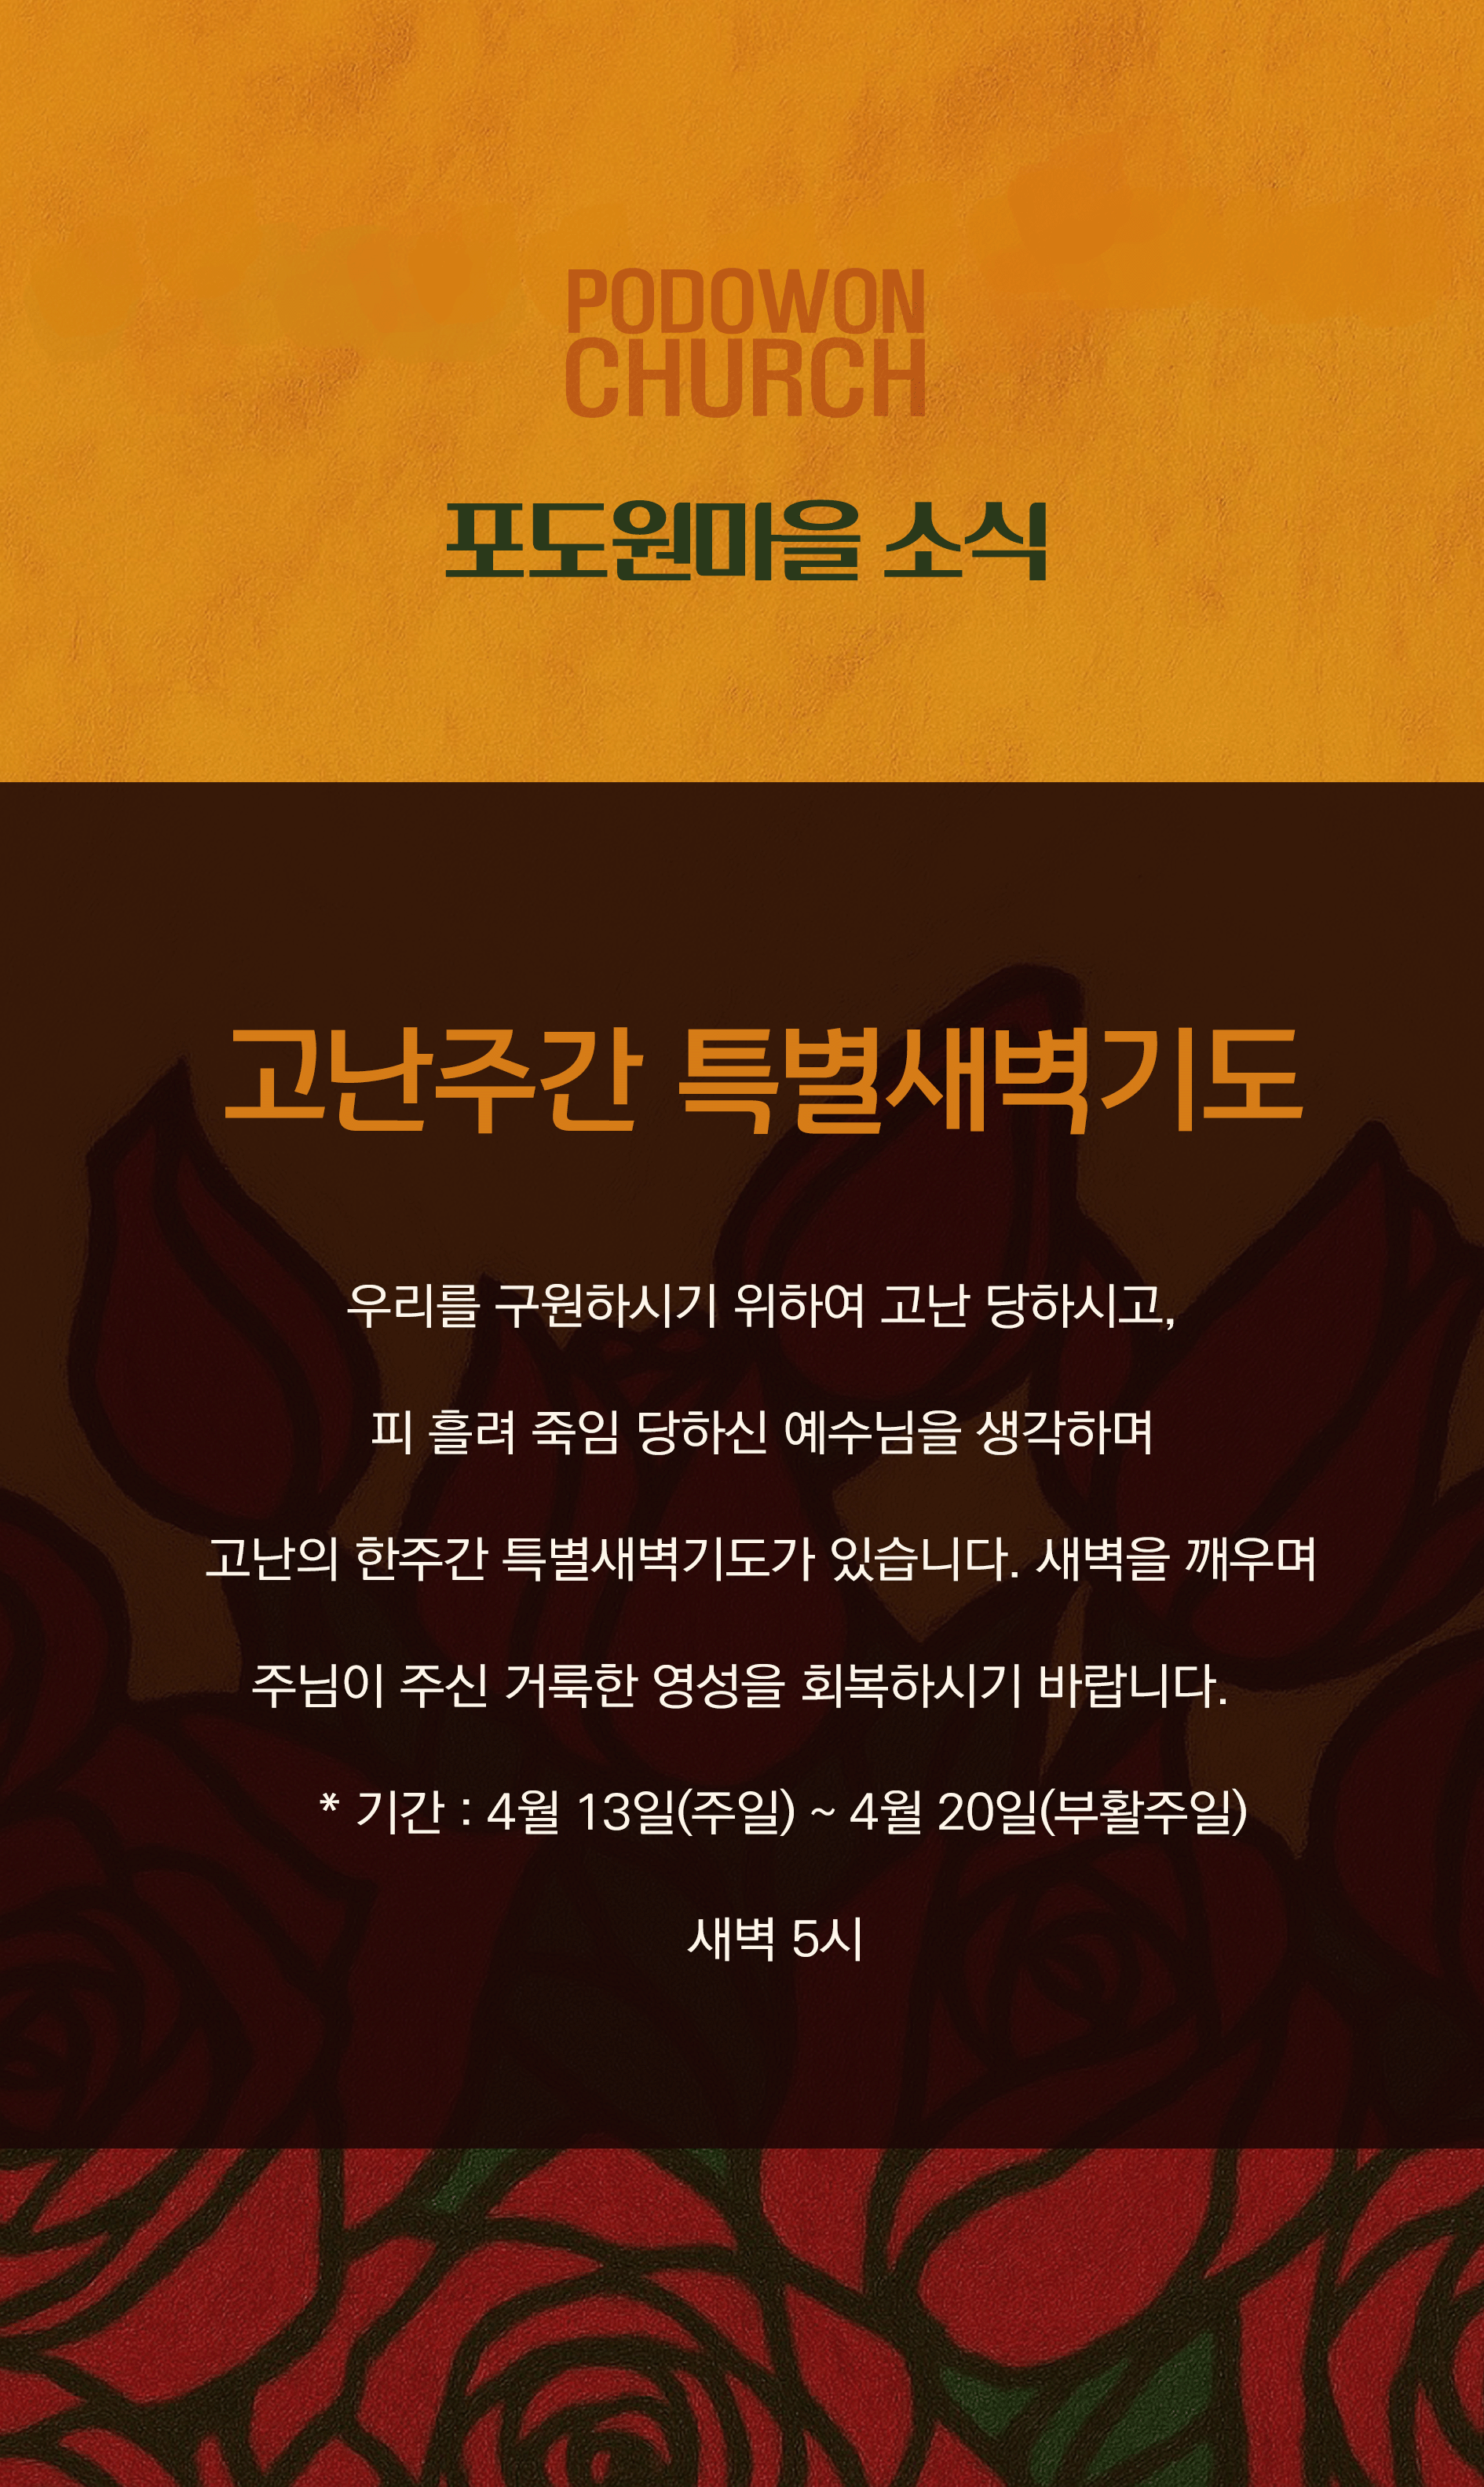 PODOWON
CHURCH
포도원마을 소식
고난주간 특별새벽기도
우리를 구원하시기 위하여 고난 당하시고,
피 흘려 죽임 당하신 예수님을 생각하며
고난의 한주간 특별새벽기도가 있습니다. 새벽을 깨우며
주님이 주신 거룩한 영성을 회복하시기 바랍니다.
* 기간 : 4월 13일(주일) ~ 4월 20일(부활주일)
새벽 5시